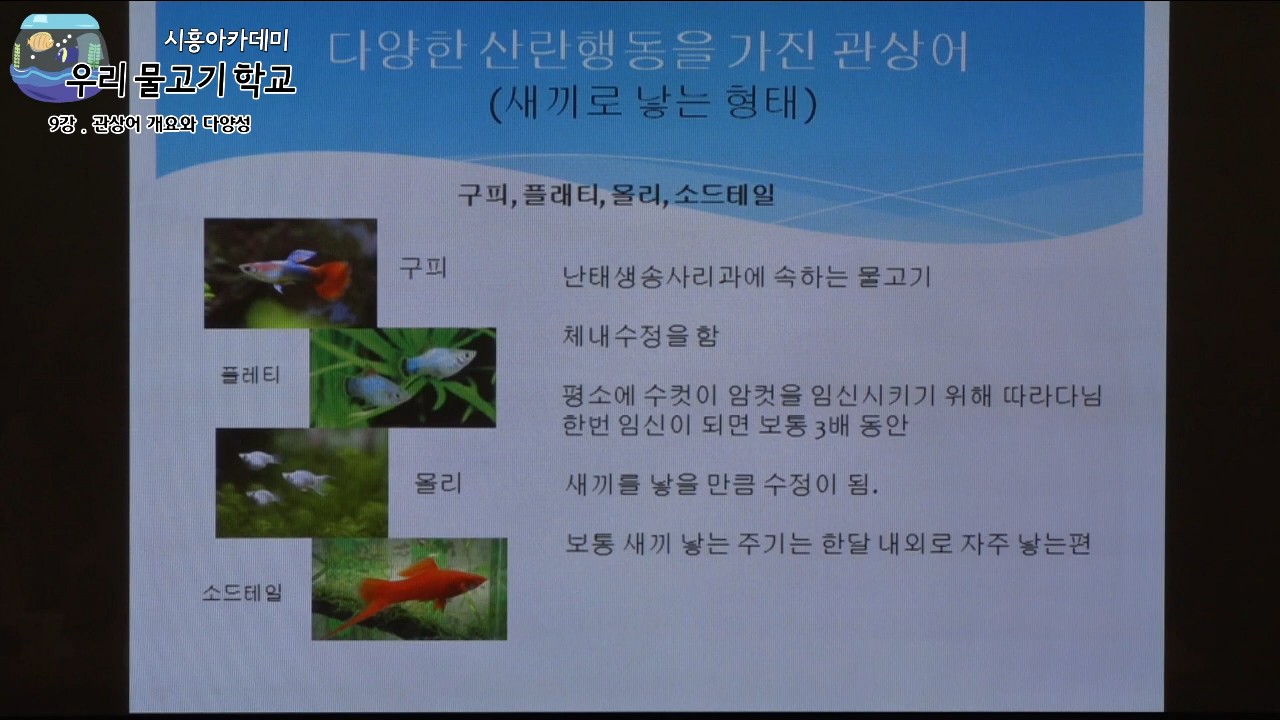 시흥아카데미
우리 물고기 학교
9강 . 관상어 개요와 다양성
다양한 산란행동을 가진 관상어
(새끼로 낳는 형태)
구피, 플래티, 몰리, 소드테일
구피
플레티
몰리
소드테일
난태생송사리과에 속하는 물고기
체내수정을 함
평소에 수컷이 암컷을 임신시키기 위해 따라다님
한번 임신이 되면 보통 3배 동안
새끼를 낳을 만큼 수정이 됨.
보통 새끼 낳는 주기는 한달 내외로 자주 낳는편